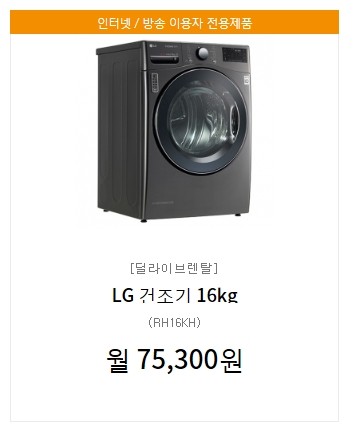 인터넷 / 방송 이용자 전용제품
LG
[딜라이브렌탈]
LG 건조기 16kg
(RH16KH)
월 75,300원